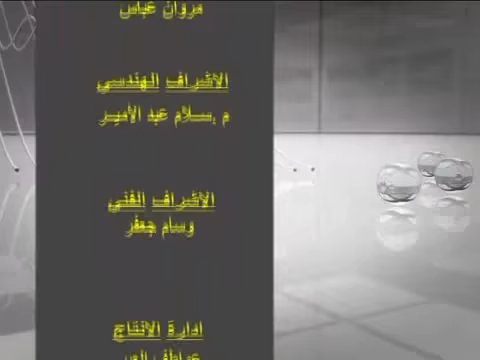 مروان عباس
الاشراف الهندسي
م .سلام عبد الأمير
الاشراف الفني
وسام جعفر
ادارة الانتاج